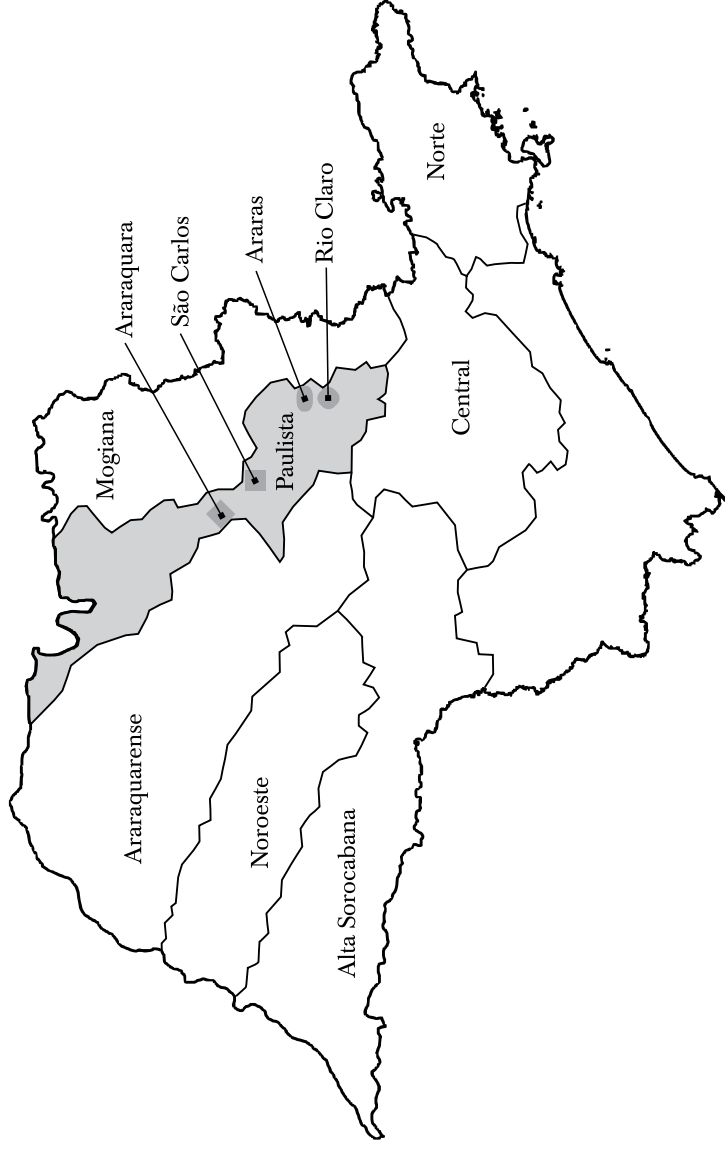 Araraquara
São Carlos
Araras
Rio Claro
Mogiana
Paulista
Norte
Central
Araraquarense
Noroeste
Alta Sorocabana